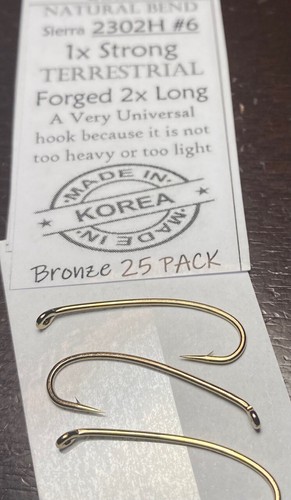 NATURAL BEND
Sierra 2302H #6
1x Strong
TERRESTRIAL
Forged 2x Long
A Very Universal
hook because it is not
too heavy or too light
MADE IN
KOREA
MADE IN
Bronze 25 PACK